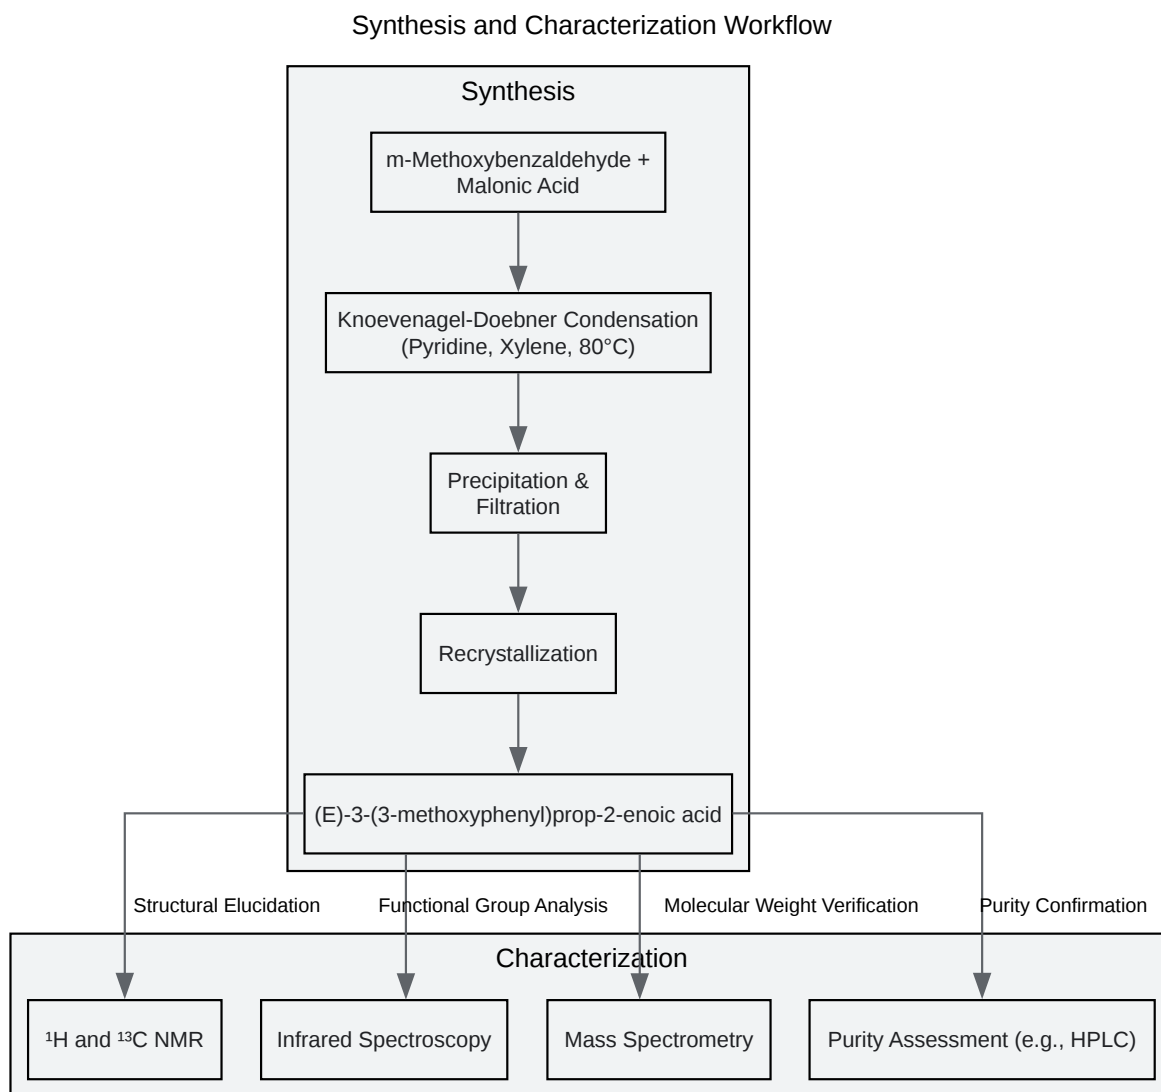 Synthesis and Characterization Workflow
Synthesis
m-Methoxybenzaldehyde +
Malonic Acid
Knoevenagel-Doebner Condensation
(Pyridine, Xylene, 80°C)
Precipitation &
Filtration
Recrystallization
(E)-3-(3-methoxyphenyl)prop-2-enoic acid
Structural Elucidation
Functional Group Analysis
Molecular Weight Verification
Purity Confirmation
Characterization
¹H and ¹³C NMR
Infrared Spectroscopy
Mass Spectrometry
Purity Assessment (e.g., HPLC)